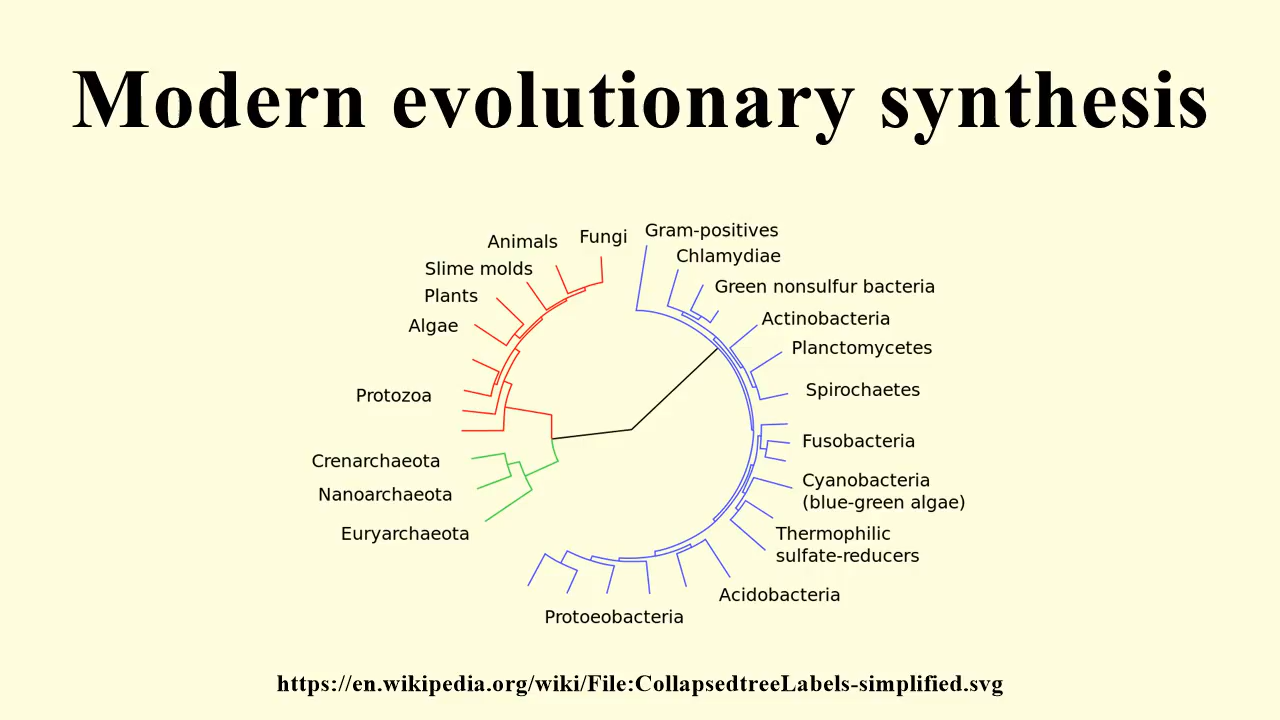 Modern evolutionary synthesis
Fungi
Animals
Slime molds
Plants
Algae
Protozoa
Crenarchaeota
Nanoarchaeota
Euryarchaeota
Gram-positives
Chlamydiae
Green nonsulfur bacteria
Actinobacteria
Planctomycetes
Spirochaetes
Fusobacteria
Cyanobacteria
(blue-green algae)
Thermophilic
sulfate-reducers
Acidobacteria
Protoeobacteria
https://en.wikipedia.org/wiki/File:CollapsedtreeLabels-simplified.svg